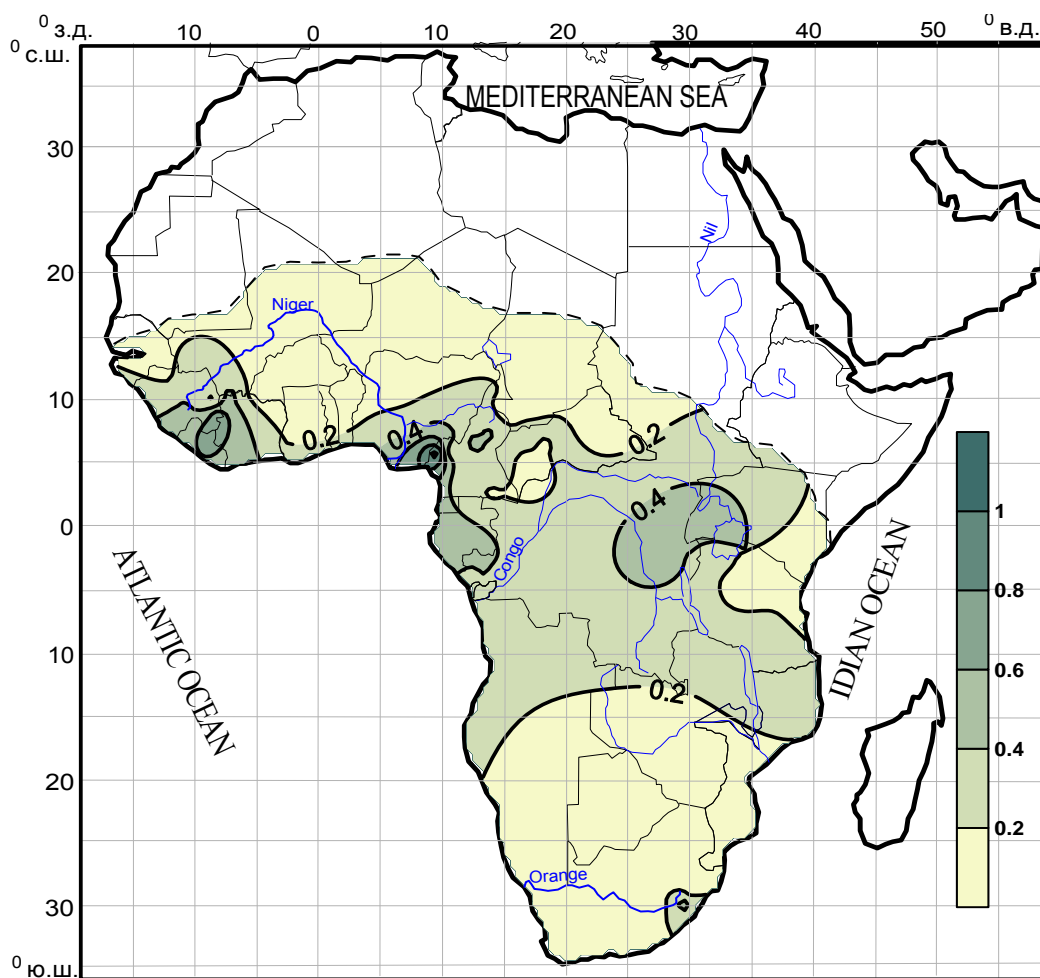 0 з.д. 10 0 10 20 30 40 50 0 в.д.
0 с.ш.
MEDITERRANEAN SEA
30
Nil
20
Niger
10
0.2 0.4 0.2
0.4
0
Congo
ATLANTIC OCEAN
IDIAN OCEAN
1
0.8
0.6
0.4
0.2
10
0.2
20
Orange
30
0 ю.ш.